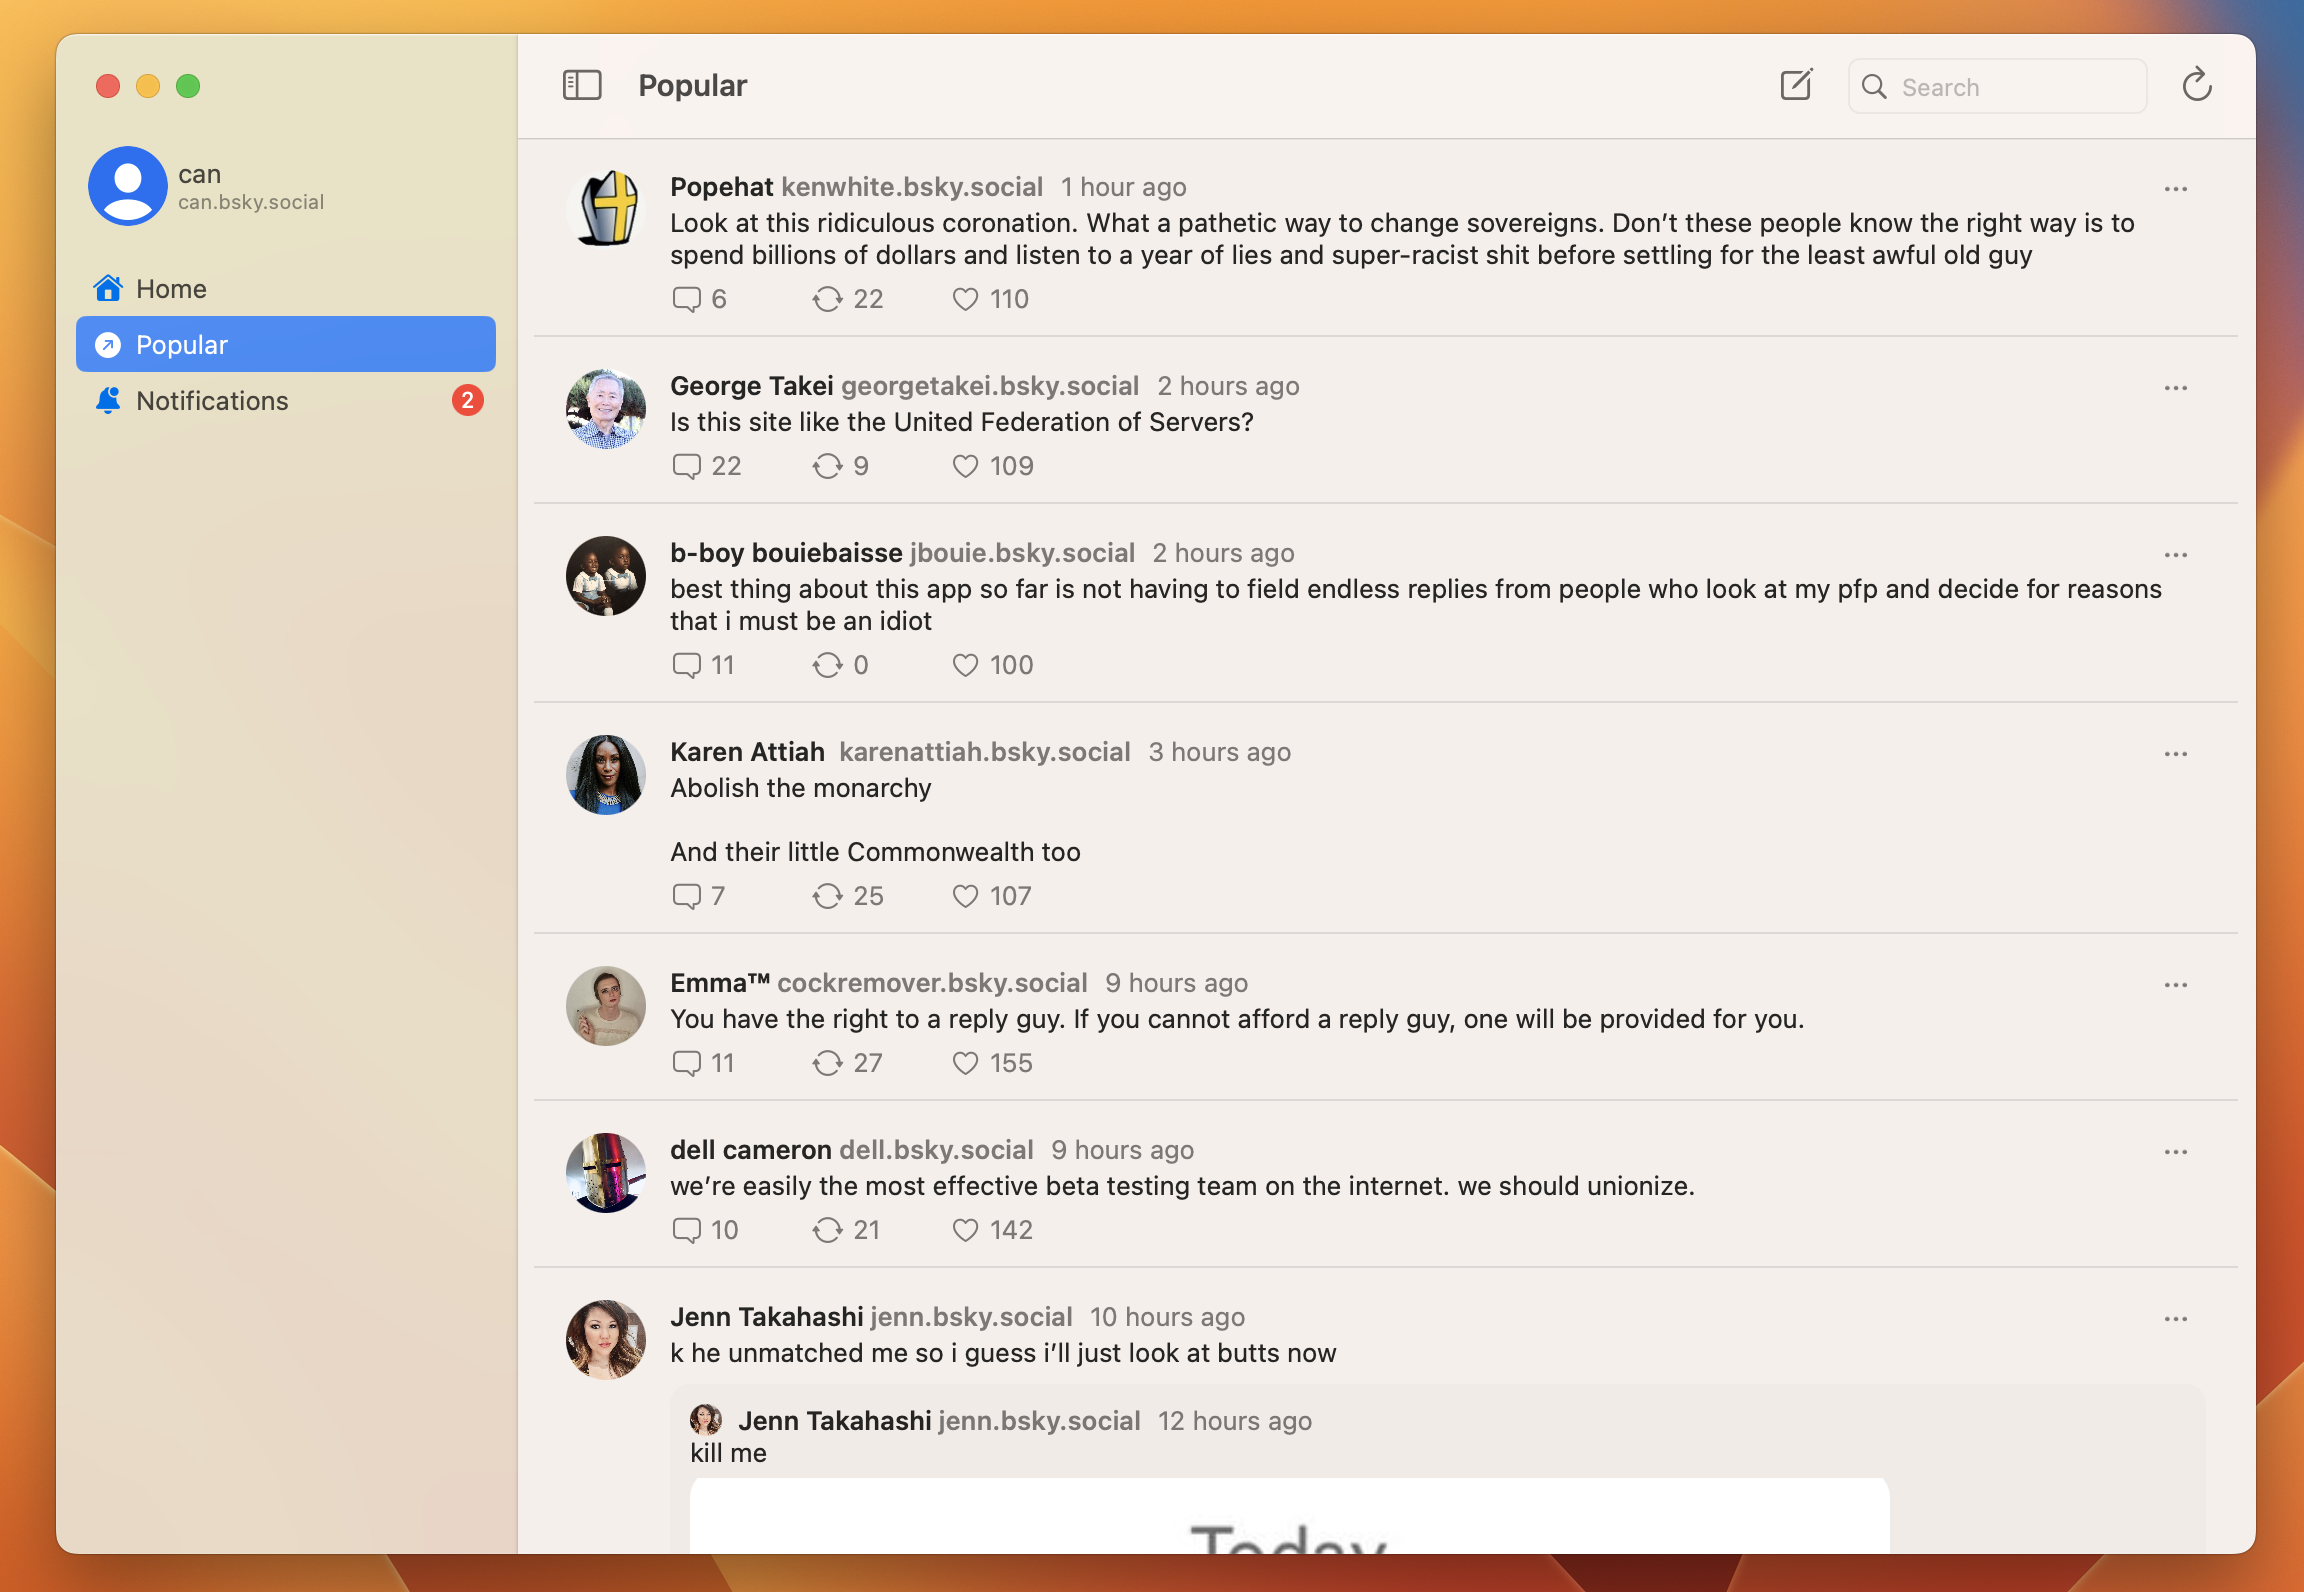 can
can.bsky.social
Home
Popular
Notifications
2
Popular
Search
Popehat kenwhite.bsky.social 1 hour ago
Look at this ridiculous coronation. What a pathetic way to change sovereigns. Don’t these people know the right way is to
spend billions of dollars and listen to a year of lies and super-racist shit before settling for the least awful old guy
6 22 110
George Takei georgetakei.bsky.social 2 hours ago
Is this site like the United Federation of Servers?
22 9 109
b-boy bouiebaisse jbouie.bsky.social 2 hours ago
best thing about this app so far is not having to field endless replies from people who look at my pfp and decide for reasons
that i must be an idiot
11 0 100
Karen Attiah karenattiah.bsky.social 3 hours ago
Abolish the monarchy
And their little Commonwealth too
7 25 107
Emma™ cockremover.bsky.social 9 hours ago
You have the right to a reply guy. If you cannot afford a reply guy, one will be provided for you.
11 27 155
dell cameron dell.bsky.social 9 hours ago
we’re easily the most effective beta testing team on the internet. we should unionize.
10 21 142
Jenn Takahashi jenn.bsky.social 10 hours ago
k he unmatched me so i guess i’ll just look at butts now
Jenn Takahashi jenn.bsky.social 12 hours ago
kill me
Today